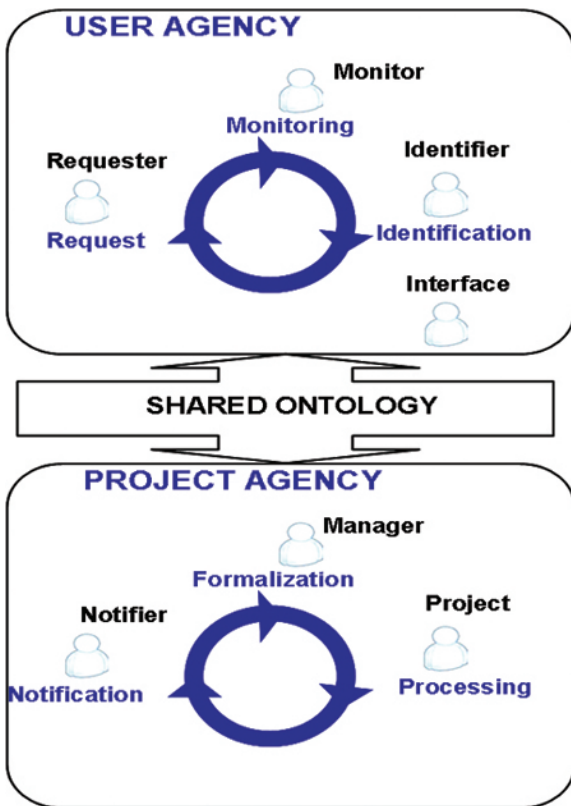 USER AGENCY
Monitor
Monitoring
Requester
Request
Identifier
Identification
Interface
SHARED ONTOLOGY
PROJECT AGENCY
Manager
Formalization
Notifier
Notification
Project
Processing